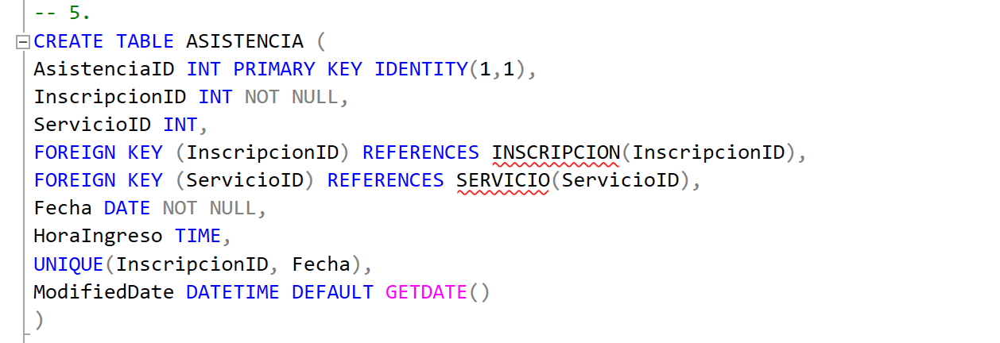 -- 5.
CREATE TABLE ASISTENCIA (
AsistenciaID INT PRIMARY KEY IDENTITY(1,1),
InscripcionID INT NOT NULL,
ServicioID INT,
FOREIGN KEY (InscripcionID) REFERENCES INSCRIPCION(InscripcionID),
FOREIGN KEY (ServicioID) REFERENCES SERVICIO(ServicioID),
Fecha DATE NOT NULL,
HoraIngreso TIME,
UNIQUE(InscripcionID, Fecha),
ModifiedDate DATETIME DEFAULT GETDATE()
)